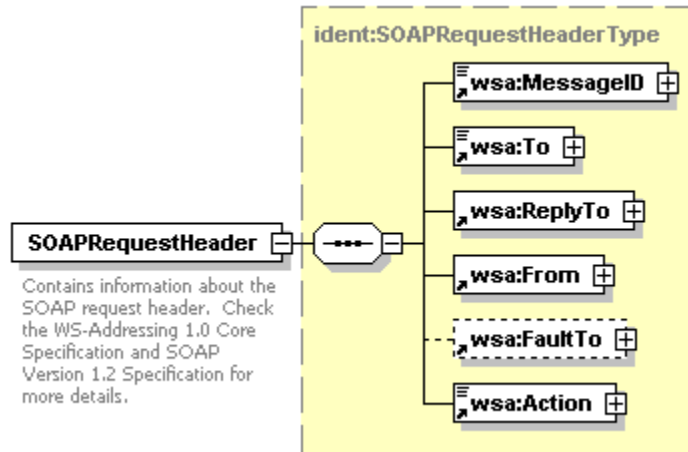 ident:SOAPRequestHeaderType
wsa:MessageID
wsa:To
wsa:ReplyTo
SOAPRequestHeader
Contains information about the
SOAP request header.  Check
the WS-Addressing 1.0 Core
Specification and SOAP
Version 1.2 Specification for
more details.
wsa:From
wsa:FaultTo
wsa:Action